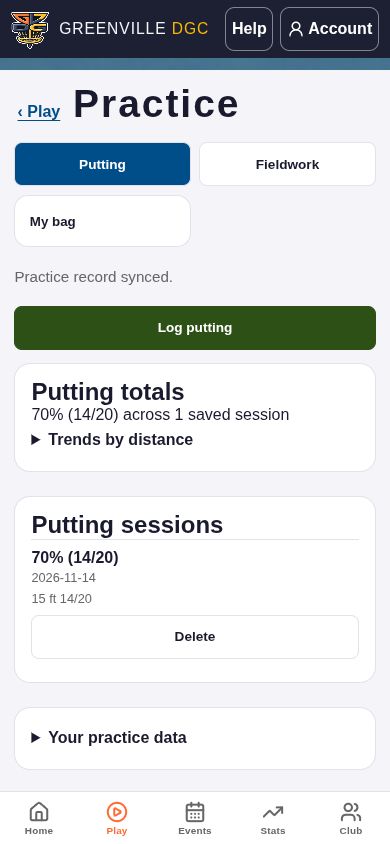 GREENVILLE DGC
Help
Account
‹ Play
Practice
Putting
Fieldwork
My bag
Practice record synced.
Log putting
Putting totals
70% (14/20) across 1 saved session
Trends by distance
Putting sessions
70% (14/20)
2026-11-14
15 ft 14/20
Delete
Your practice data
Home
Play
Events
Stats
Club